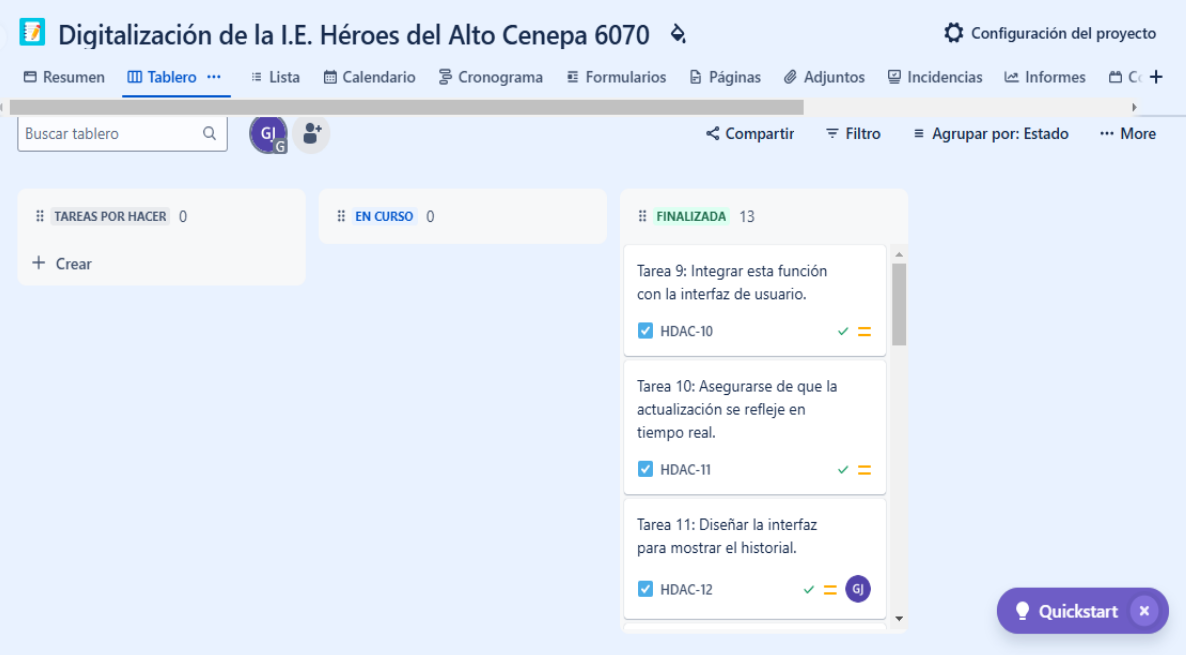 Digitalización de la I.E. Héroes del Alto Cenepa 6070
Configuración del proyecto
Resumen Tablero ··· Lista Calendario Cronograma Formularios Páginas Adjuntos Incidencias Informes
Buscar tablero GJ G Compartir Filtro Agrupar por: Estado ··· More
TAREAS POR HACER 0
EN CURSO 0
FINALIZADA 13
+ Crear
Tarea 9: Integrar esta función
con la interfaz de usuario.
HDAC-10
Tarea 10: Asegurarse de que la
actualización se refleje en
tiempo real.
HDAC-11
Tarea 11: Diseñar la interfaz
para mostrar el historial.
HDAC-12 GJ
Quickstart ×